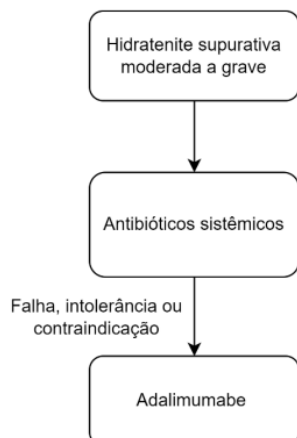 Hidratenite supurativa
moderada a grave
Antibióticos sistêmicos
Falha, intolerância ou
contraindicação
Adalimumabe